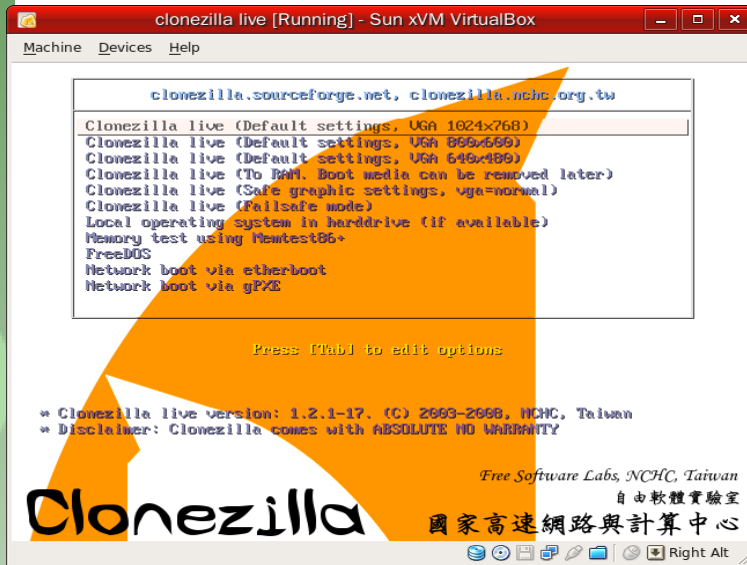 clonezilla live [Running] - Sun xVM VirtualBox
Machine Devices Help
clonezilla.sourceforge.net, clonezilla.nchc.org.tw
Clonezilla live (Default settings, VGA 1024x768)
Clonezilla live (Default settings, VGA 800x600)
Clonezilla live (Default settings, VGA 640x480)
Clonezilla live (To RAM. Boot media can be removed later)
Clonezilla live (Safe graphic settings, vga=normal)
Clonezilla live (Failsafe mode)
Local operating system in harddrive (if available)
Memory test using Memtest86+
FreeDOS
Network boot via etherboot
Network boot via gPXE
Press [Tab] to edit options
* Clonezilla live version: 1.2.1-17. (C) 2003-2008, NCHC, Taiwan
* Disclaimer: Clonezilla comes with ABSOLUTE NO WARRANTY
Free Software Labs, NCHC, Taiwan
自由軟體實驗室
Clonezilla
國家高速網路與計算中心
Right Alt